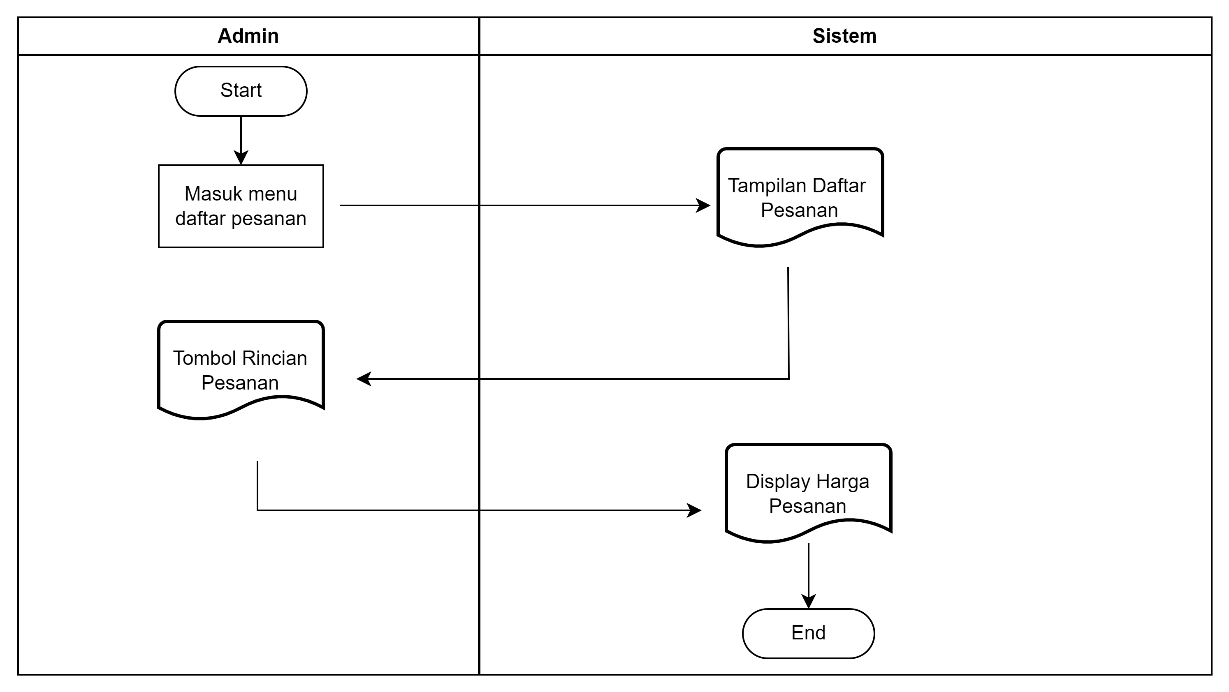 Admin
Sistem
Start
Masuk menu
daftar pesanan
Tampilan Daftar
Pesanan
Tombol Rincian
Pesanan
Display Harga
Pesanan
End